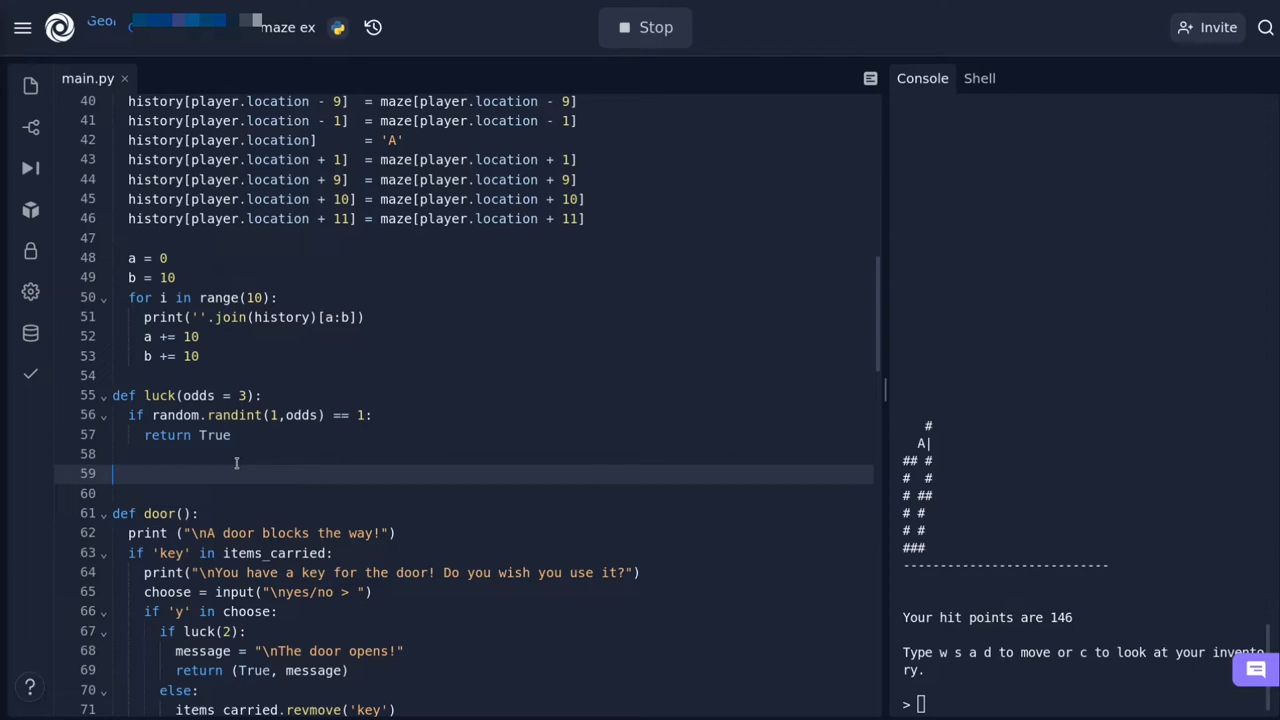 Geor
maze ex
Stop
Invite
main.py ×
Console
Shell
40 history[player.location - 9] = maze[player.location - 9]
41 history[player.location - 1] = maze[player.location - 1]
42 history[player.location] = 'A'
43 history[player.location + 1] = maze[player.location + 1]
44 history[player.location + 9] = maze[player.location + 9]
45 history[player.location + 10] = maze[player.location + 10]
46 history[player.location + 11] = maze[player.location + 11]
47
48 a = 0
49 b = 10
50 for i in range(10):
51 print(''.join(history)[a:b])
52 a += 10
53 b += 10
54
55 def luck(odds = 3):
56 if random.randint(1,odds) == 1:
57 return True
58
59
60
61 def door():
62 print ("\nA door blocks the way!")
63 if 'key' in items_carried:
64 print("\nYou have a key for the door! Do you wish you use it?")
65 choose = input("\nyes/no > ")
66 if 'y' in choose:
67 if luck(2):
68 message = "\nThe door opens!"
69 return (True, message)
70 else:
71 items_carried.revmove('key')
#
A|
## #
#  #
# ##
# #
# #
###
----------------------------
Your hit points are 146
Type w s a d to move or c to look at your invento
ry.
>
?